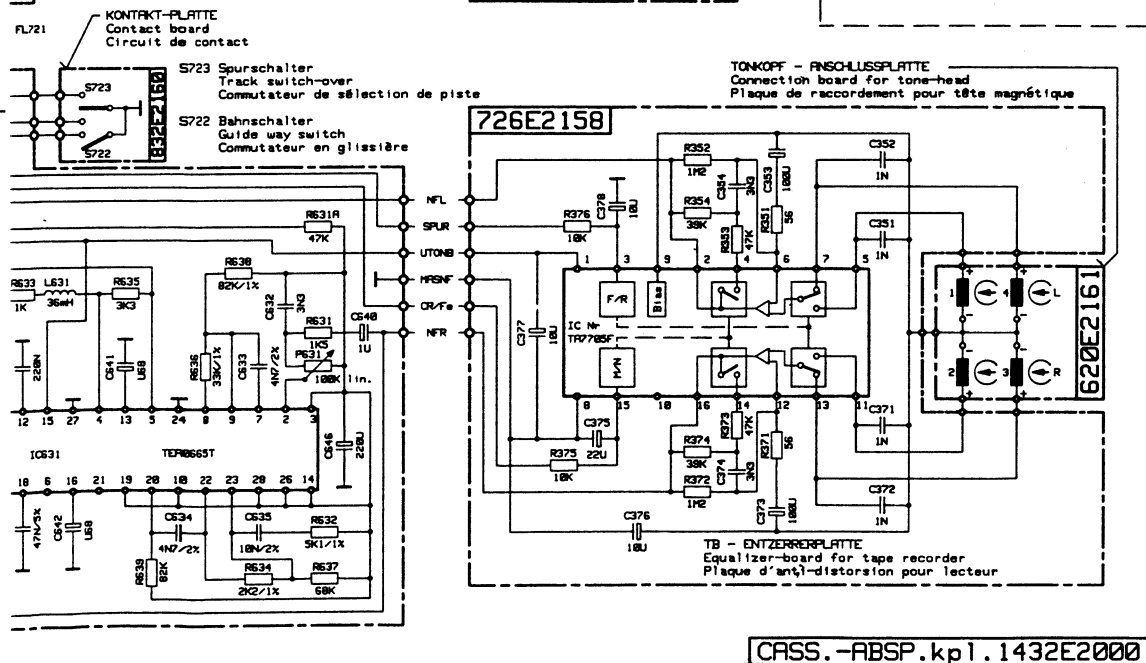 FL721
KONTAKT-PLATTE
Contact board
Circuit de contact
S723
S722
832E2160
S723 Spurschalter
Track switch-over
Commutateur de sélection de piste
S722 Bahnschalter
Guide way switch
Commutateur en glissière
TONKOPF - ANSCHLUSSPLATTE
Connection board for tone-head
Plaque de raccordement pour tête magnétique
726E2158
NFL
SPUR
UTONB
MASNF
CR/Fe
NFR
R631A
47K
R633
1K
L631
36mH
R635
3K3
R638
82K/1%
C632
3N3
R631
1K5
C640
1U
P631
100K lin.
220N
C641
U68
R636
33K/1%
C633
4N7/2%
C646
220U
12 15 27 4 13 5 24 8 9 7 2 3
IC631
TEA0665T
18 6 16 21 19 20 10 22 23 28 26 14
47N/5%
C642
U68
C634
4N7/2%
C635
10N/2%
R632
5K1/1%
R639
82K
R634
2K2/1%
R637
68K
R376
10K
C378
10U
R352
1M2
C354
3N3
C353
100U
R354
39K
R353
47K
R351
56
C352
1N
C351
1N
1 3 9 2 4 6 7 5
F/R
Bias
IC Nr
TA7705F
M/N
C377
10U
8 15 10 16 14 12 13 11
C375
22U
R375
10K
R374
39K
R373
47K
C374
3N3
R372
1M2
R371
56
C373
100U
C371
1N
C372
1N
C376
10U
1 4 L
2 3 R
+ + - - - - + +
620E2161
TB - ENTZERRERPLATTE
Equalizer-board for tape recorder
Plaque d'anti-distorsion pour lecteur
CASS.-ABSP.kpl.1432E2000